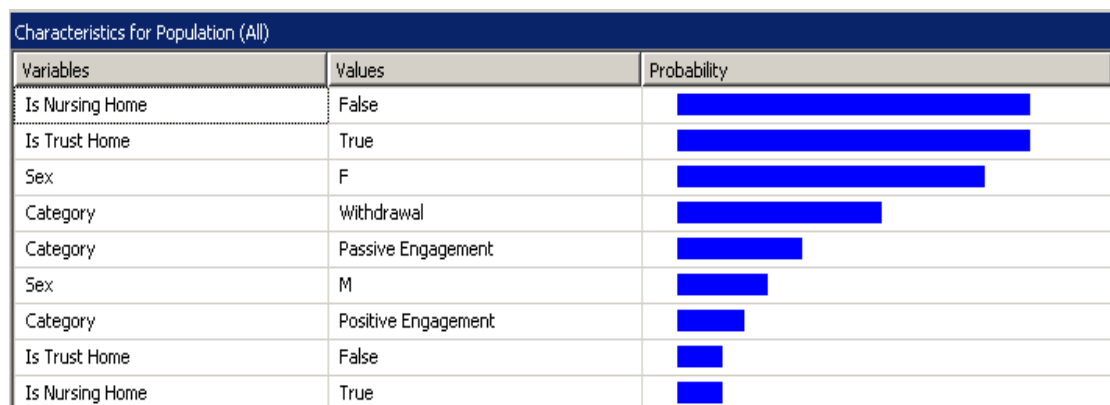 Characteristics for Population (All)
Variables Values Probability
Is Nursing Home False
Is Trust Home True
Sex F
Category Withdrawal
Category Passive Engagement
Sex M
Category Positive Engagement
Is Trust Home False
Is Nursing Home True